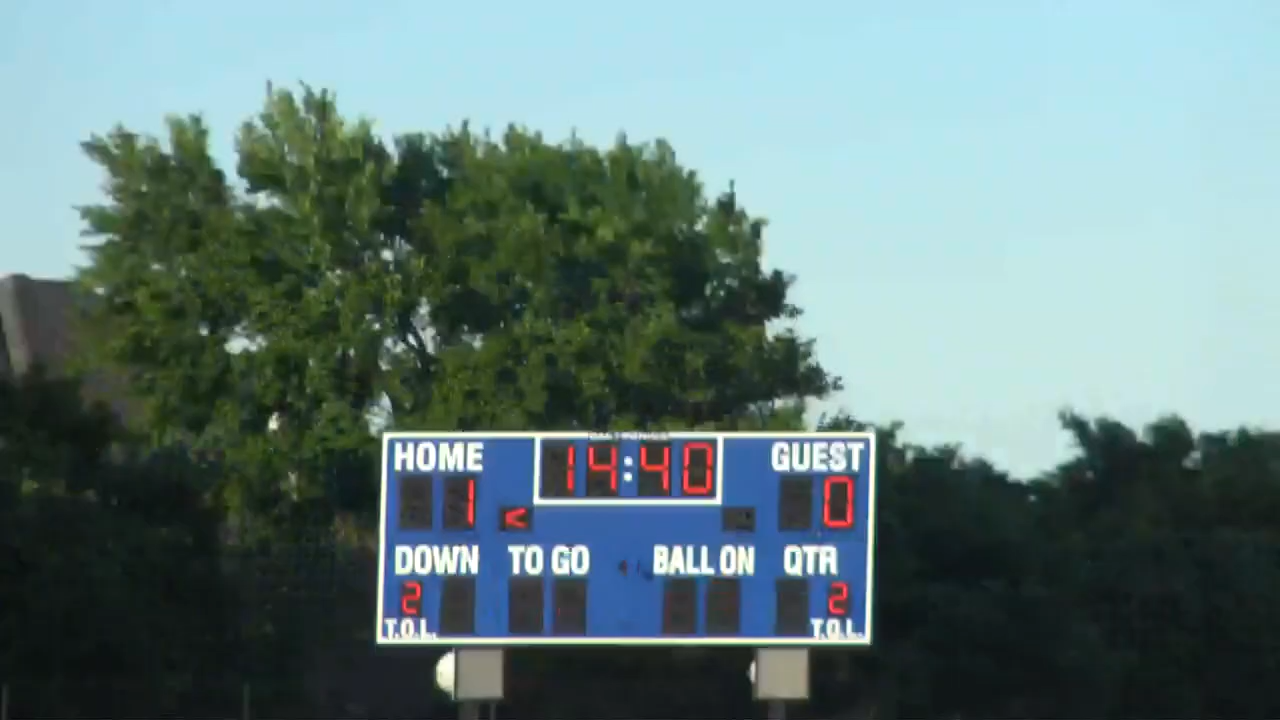 HOME 14:40 GUEST
1 < 0
DOWN TO GO BALL ON QTR
2 2
T.O.L. T.O.L.